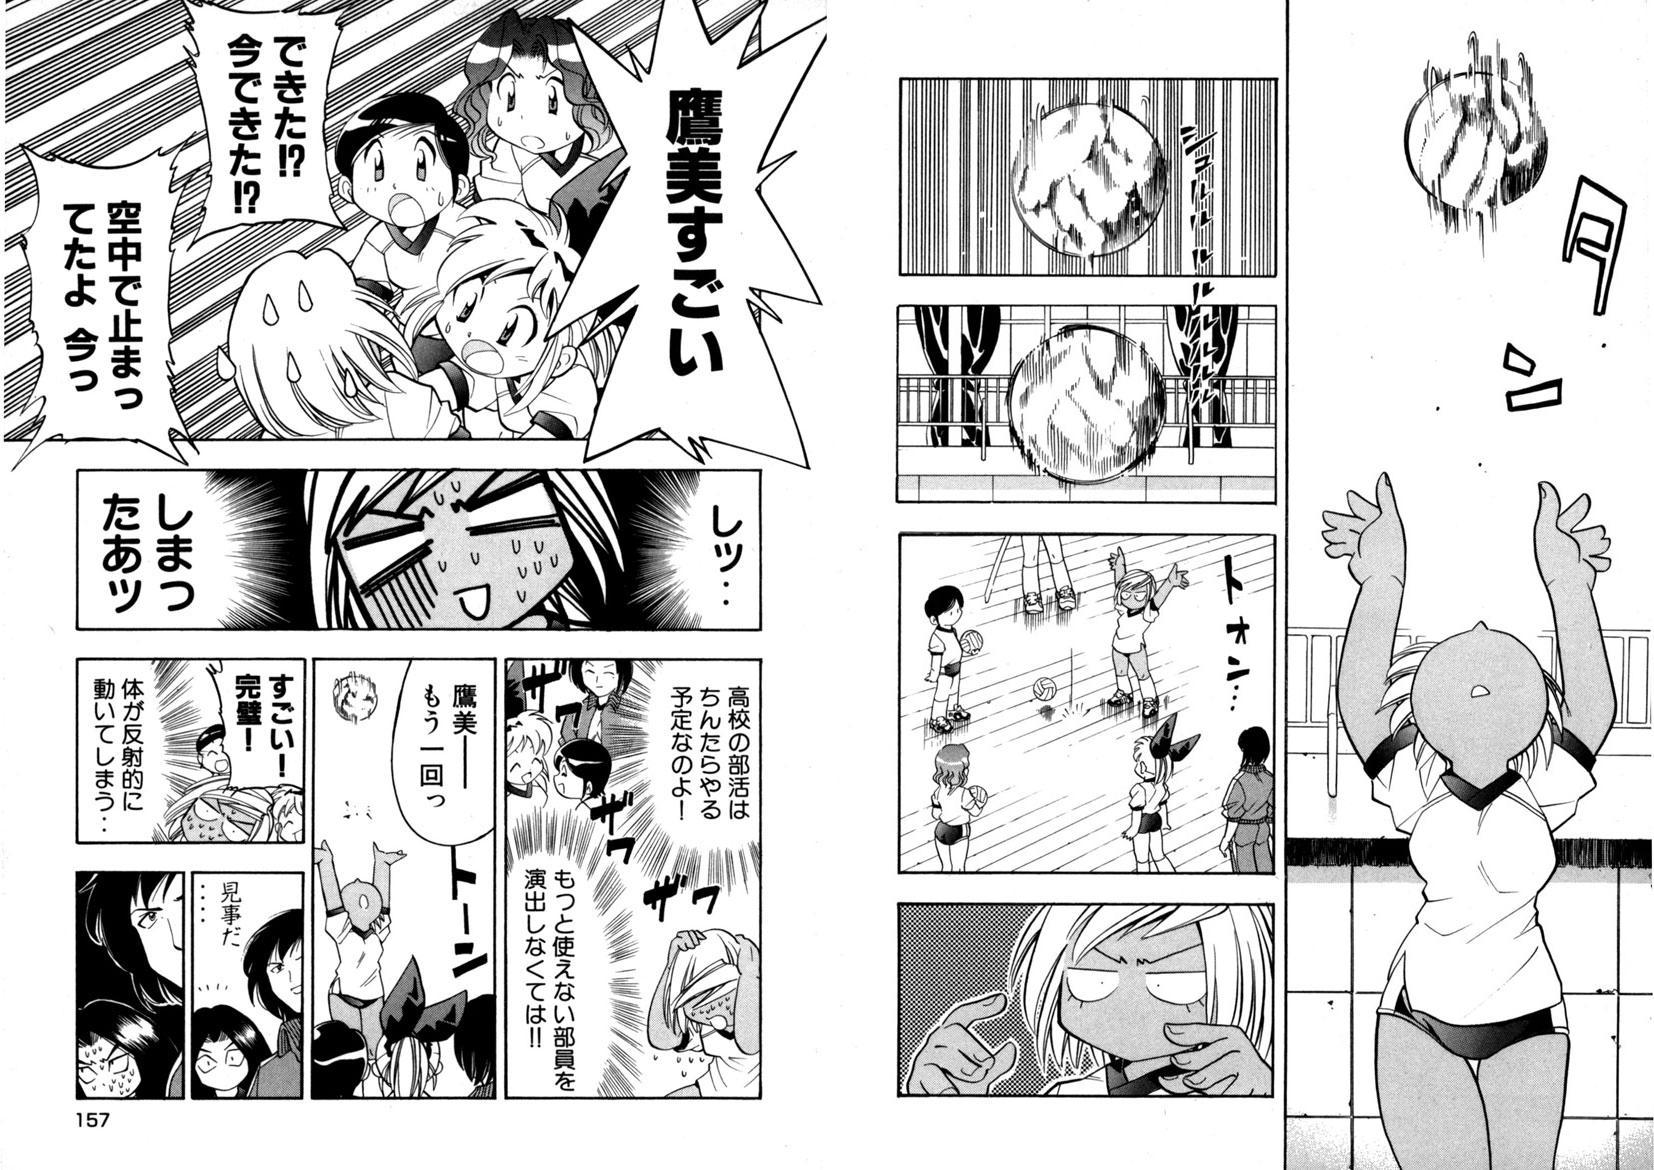 タン
シュルルルルルルルルル
トオン…
鷹美すごい
できた!?
今できた!?
空中で止まっ
てたよ 今っ
しッ‥
しまっ
たあッ
高校の部活は
ちんたらやる
予定なのよ！
ザワ
ザワ
ザワ
もっと使えない部員を
演出しなくては!!
鷹美――
もう一回っ
トーン
すごい！
完璧！
体が反射的に
動いてしまう‥
見事だ
‥‥
157